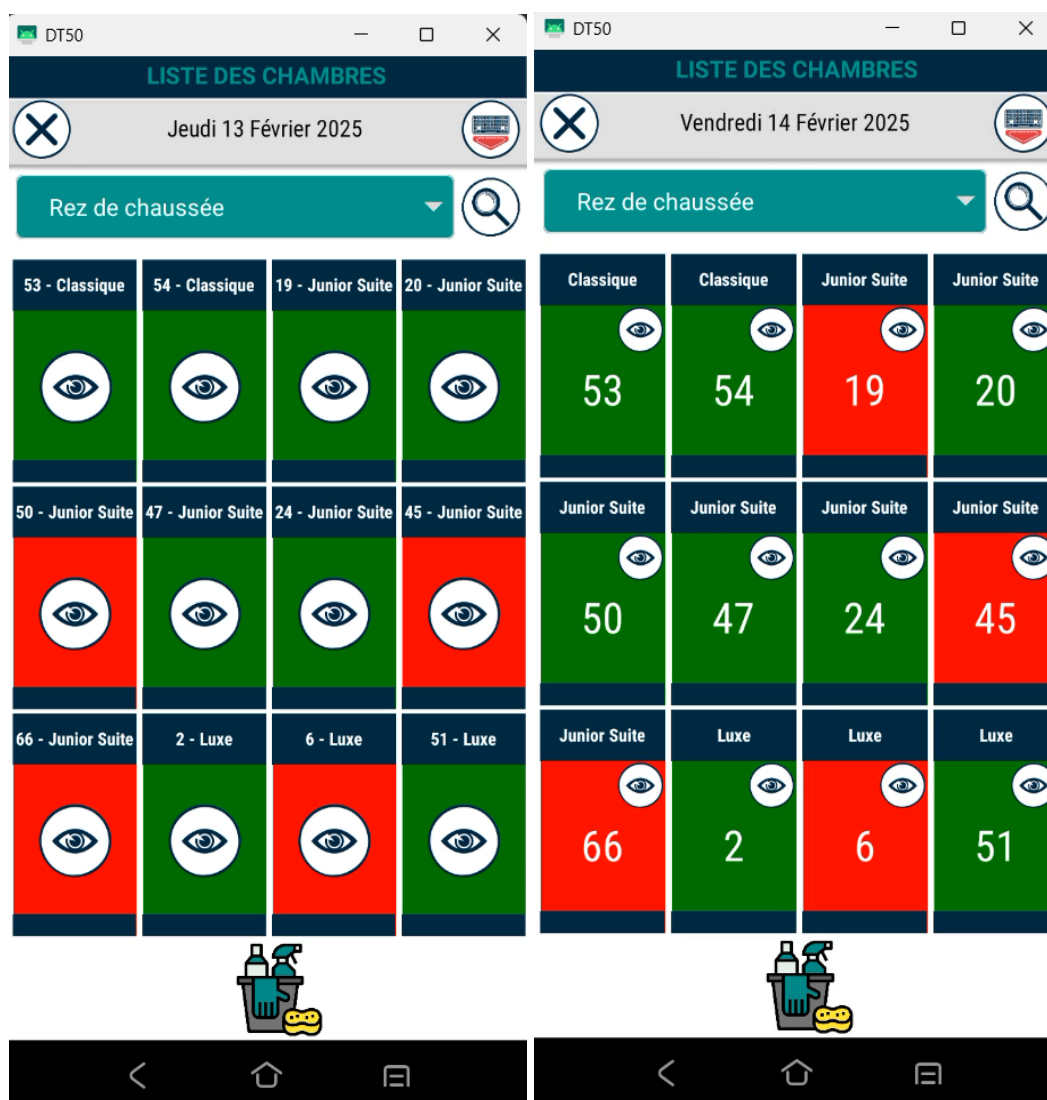 DT50
LISTE DES CHAMBRES
Jeudi 13 Février 2025
Rez de chaussée
53 - Classique
54 - Classique
19 - Junior Suite
20 - Junior Suite
50 - Junior Suite
47 - Junior Suite
24 - Junior Suite
45 - Junior Suite
66 - Junior Suite
2 - Luxe
6 - Luxe
51 - Luxe
DT50
LISTE DES CHAMBRES
Vendredi 14 Février 2025
Rez de chaussée
Classique
53
Classique
54
Junior Suite
19
Junior Suite
20
Junior Suite
50
Junior Suite
47
Junior Suite
24
Junior Suite
45
Junior Suite
66
Luxe
2
Luxe
6
Luxe
51